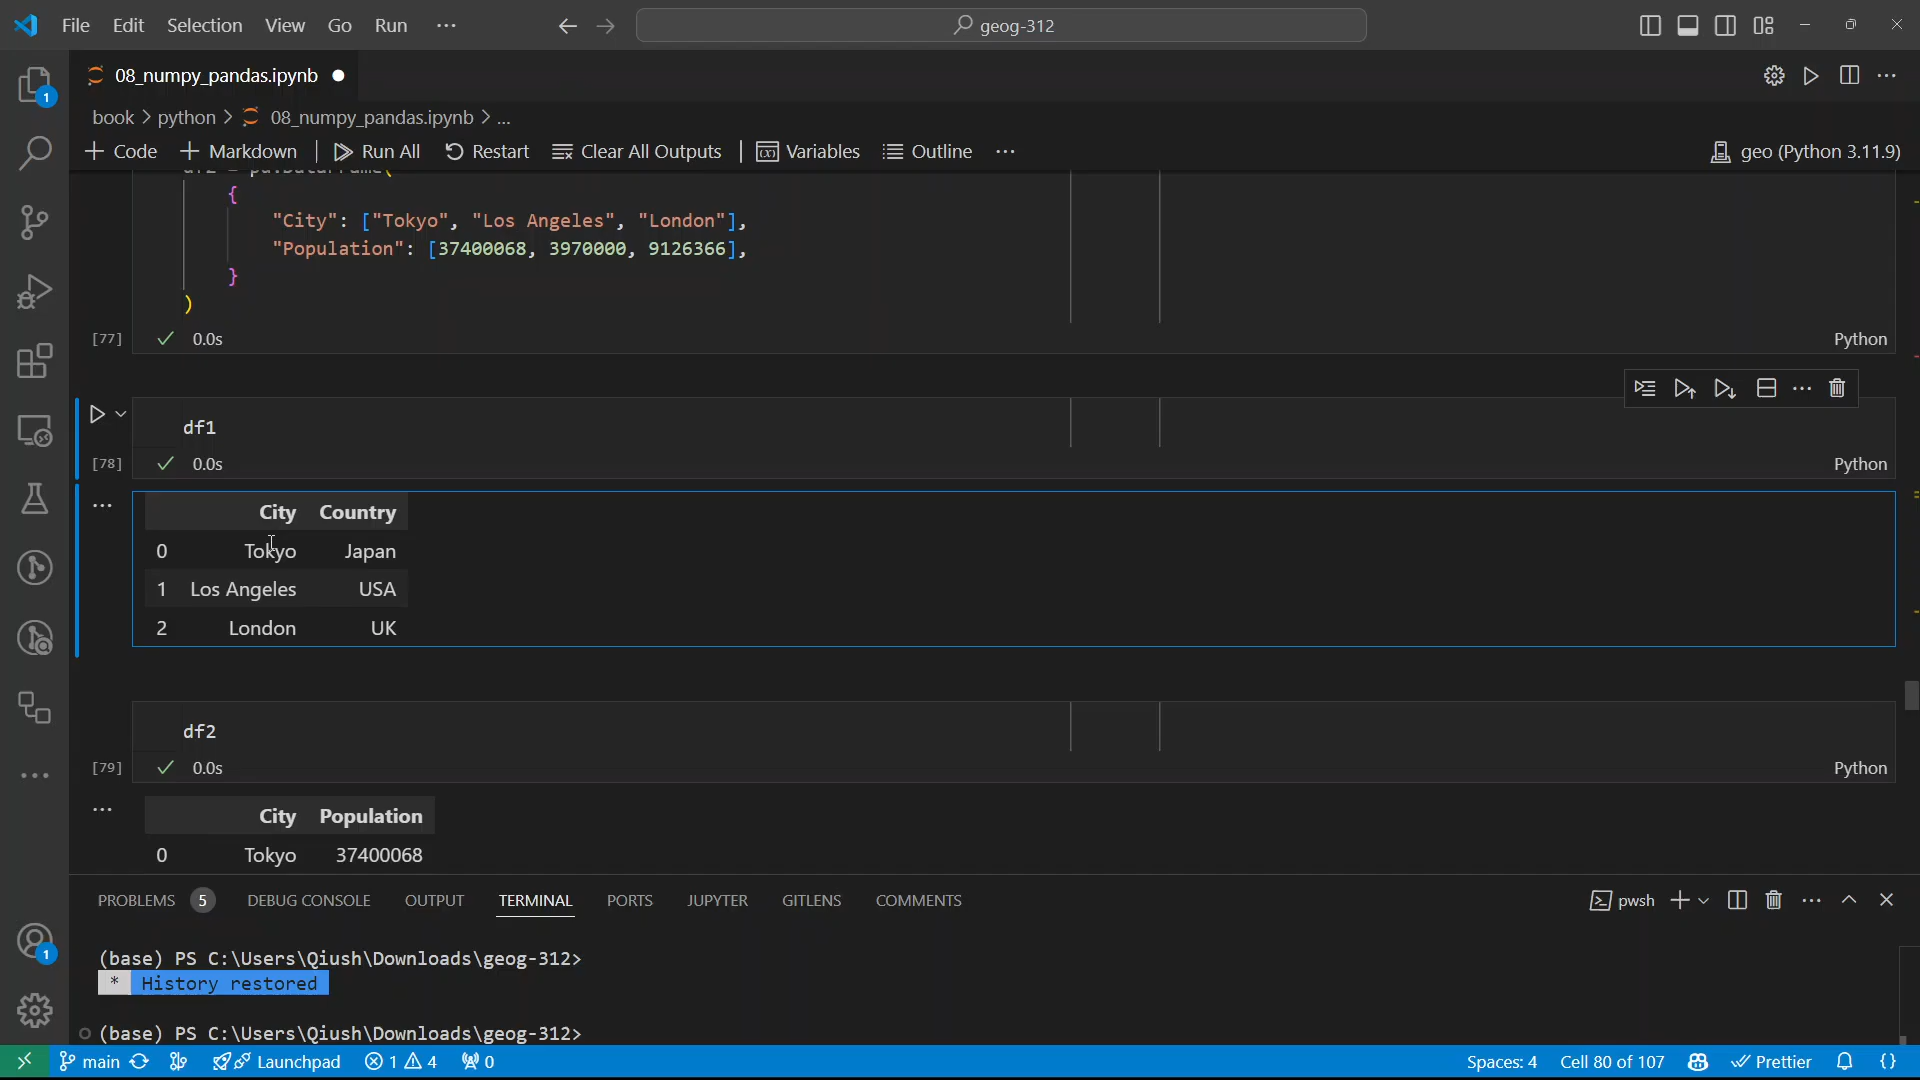 File Edit Selection View Go Run ···
geog-312
08_numpy_pandas.ipynb
book > python > 08_numpy_pandas.ipynb > ...
+ Code + Markdown Run All Restart Clear All Outputs Variables Outline ··· geo (Python 3.11.9)
df2 = pd.DataFrame(
{
"City": ["Tokyo", "Los Angeles", "London"],
"Population": [37400068, 3970000, 9126366],
}
)
[77] 0.0s Python
df1
[78] 0.0s Python
City Country
0 Tokyo Japan
1 Los Angeles USA
2 London UK
df2
[79] 0.0s Python
City Population
0 Tokyo 37400068
PROBLEMS 5 DEBUG CONSOLE OUTPUT TERMINAL PORTS JUPYTER GITLENS COMMENTS pwsh
(base) PS C:\Users\Qiush\Downloads\geog-312>
* History restored
(base) PS C:\Users\Qiush\Downloads\geog-312>
main Launchpad 1 4 0 Spaces: 4 Cell 80 of 107 Prettier {}